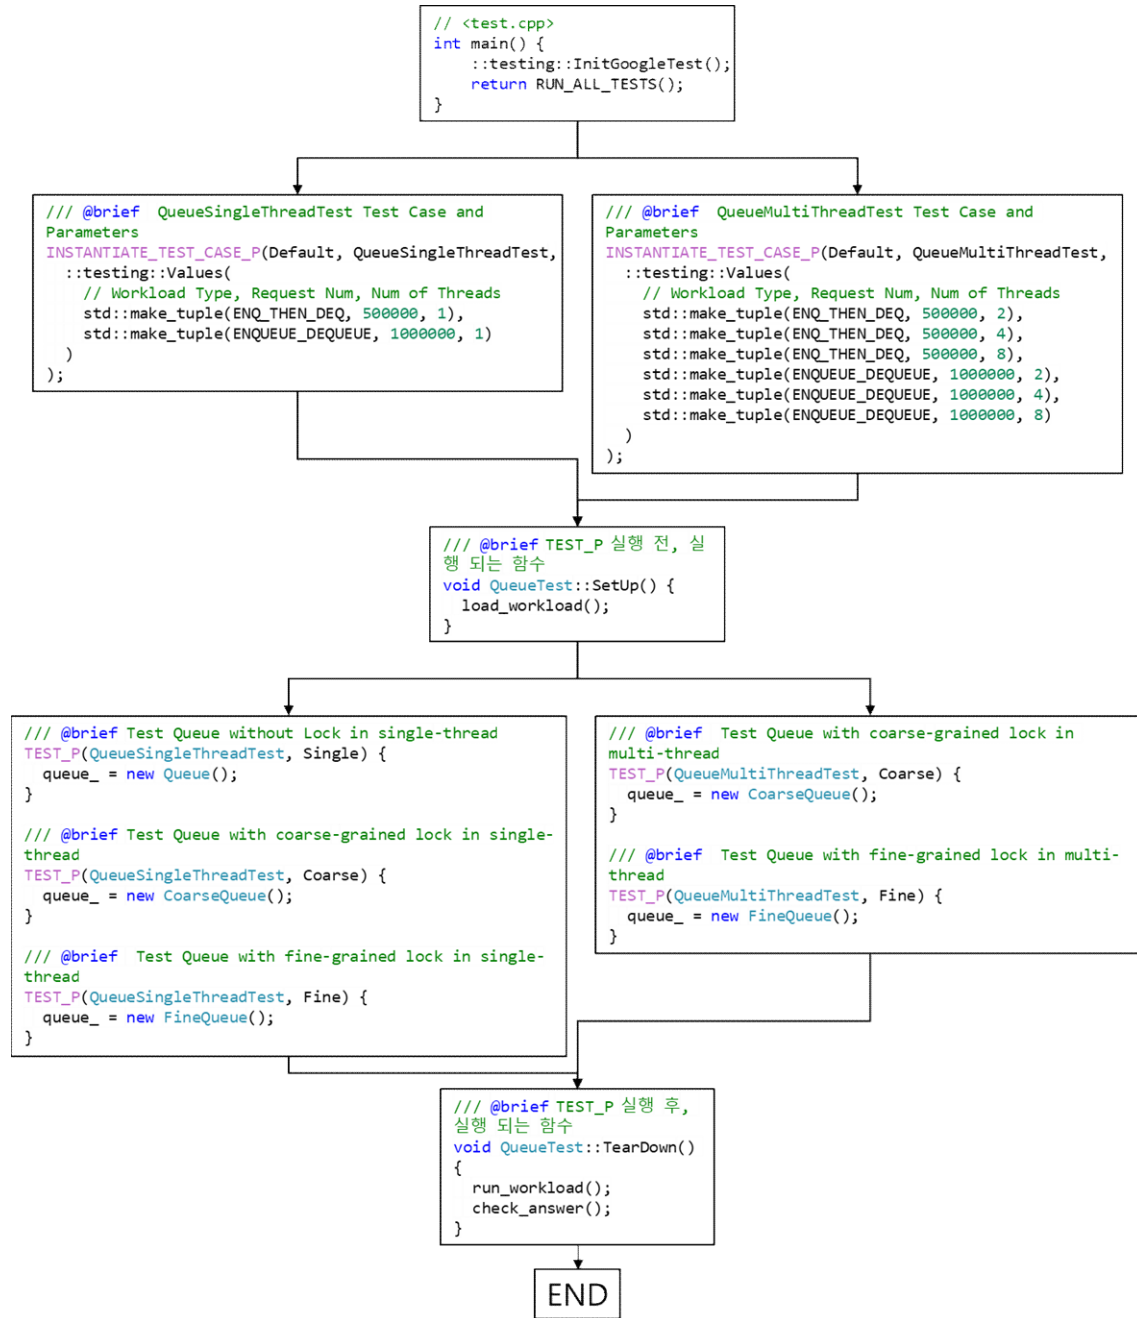 // <test.cpp>
int main() {
    ::testing::InitGoogleTest();
    return RUN_ALL_TESTS();
}
/// @brief  QueueSingleThreadTest Test Case and
Parameters
INSTANTIATE_TEST_CASE_P(Default, QueueSingleThreadTest,
  ::testing::Values(
    // Workload Type, Request Num, Num of Threads
    std::make_tuple(ENQ_THEN_DEQ, 500000, 1),
    std::make_tuple(ENQUEUE_DEQUEUE, 1000000, 1)
  )
);
/// @brief  QueueMultiThreadTest Test Case and
Parameters
INSTANTIATE_TEST_CASE_P(Default, QueueMultiThreadTest,
  ::testing::Values(
    // Workload Type, Request Num, Num of Threads
    std::make_tuple(ENQ_THEN_DEQ, 500000, 2),
    std::make_tuple(ENQ_THEN_DEQ, 500000, 4),
    std::make_tuple(ENQ_THEN_DEQ, 500000, 8),
    std::make_tuple(ENQUEUE_DEQUEUE, 1000000, 2),
    std::make_tuple(ENQUEUE_DEQUEUE, 1000000, 4),
    std::make_tuple(ENQUEUE_DEQUEUE, 1000000, 8)
  )
);
/// @brief TEST_P 실행 전, 실
행 되는 함수
void QueueTest::SetUp() {
  load_workload();
}
/// @brief Test Queue without Lock in single-thread
TEST_P(QueueSingleThreadTest, Single) {
  queue_ = new Queue();
}
/// @brief Test Queue with coarse-grained lock in single-
thread
TEST_P(QueueSingleThreadTest, Coarse) {
  queue_ = new CoarseQueue();
}
/// @brief  Test Queue with fine-grained lock in single-
thread
TEST_P(QueueSingleThreadTest, Fine) {
  queue_ = new FineQueue();
}
/// @brief  Test Queue with coarse-grained lock in
multi-thread
TEST_P(QueueMultiThreadTest, Coarse) {
  queue_ = new CoarseQueue();
}
/// @brief  Test Queue with fine-grained lock in multi-
thread
TEST_P(QueueMultiThreadTest, Fine) {
  queue_ = new FineQueue();
}
/// @brief TEST_P 실행 후,
실행 되는 함수
void QueueTest::TearDown()
{
  run_workload();
  check_answer();
}
END